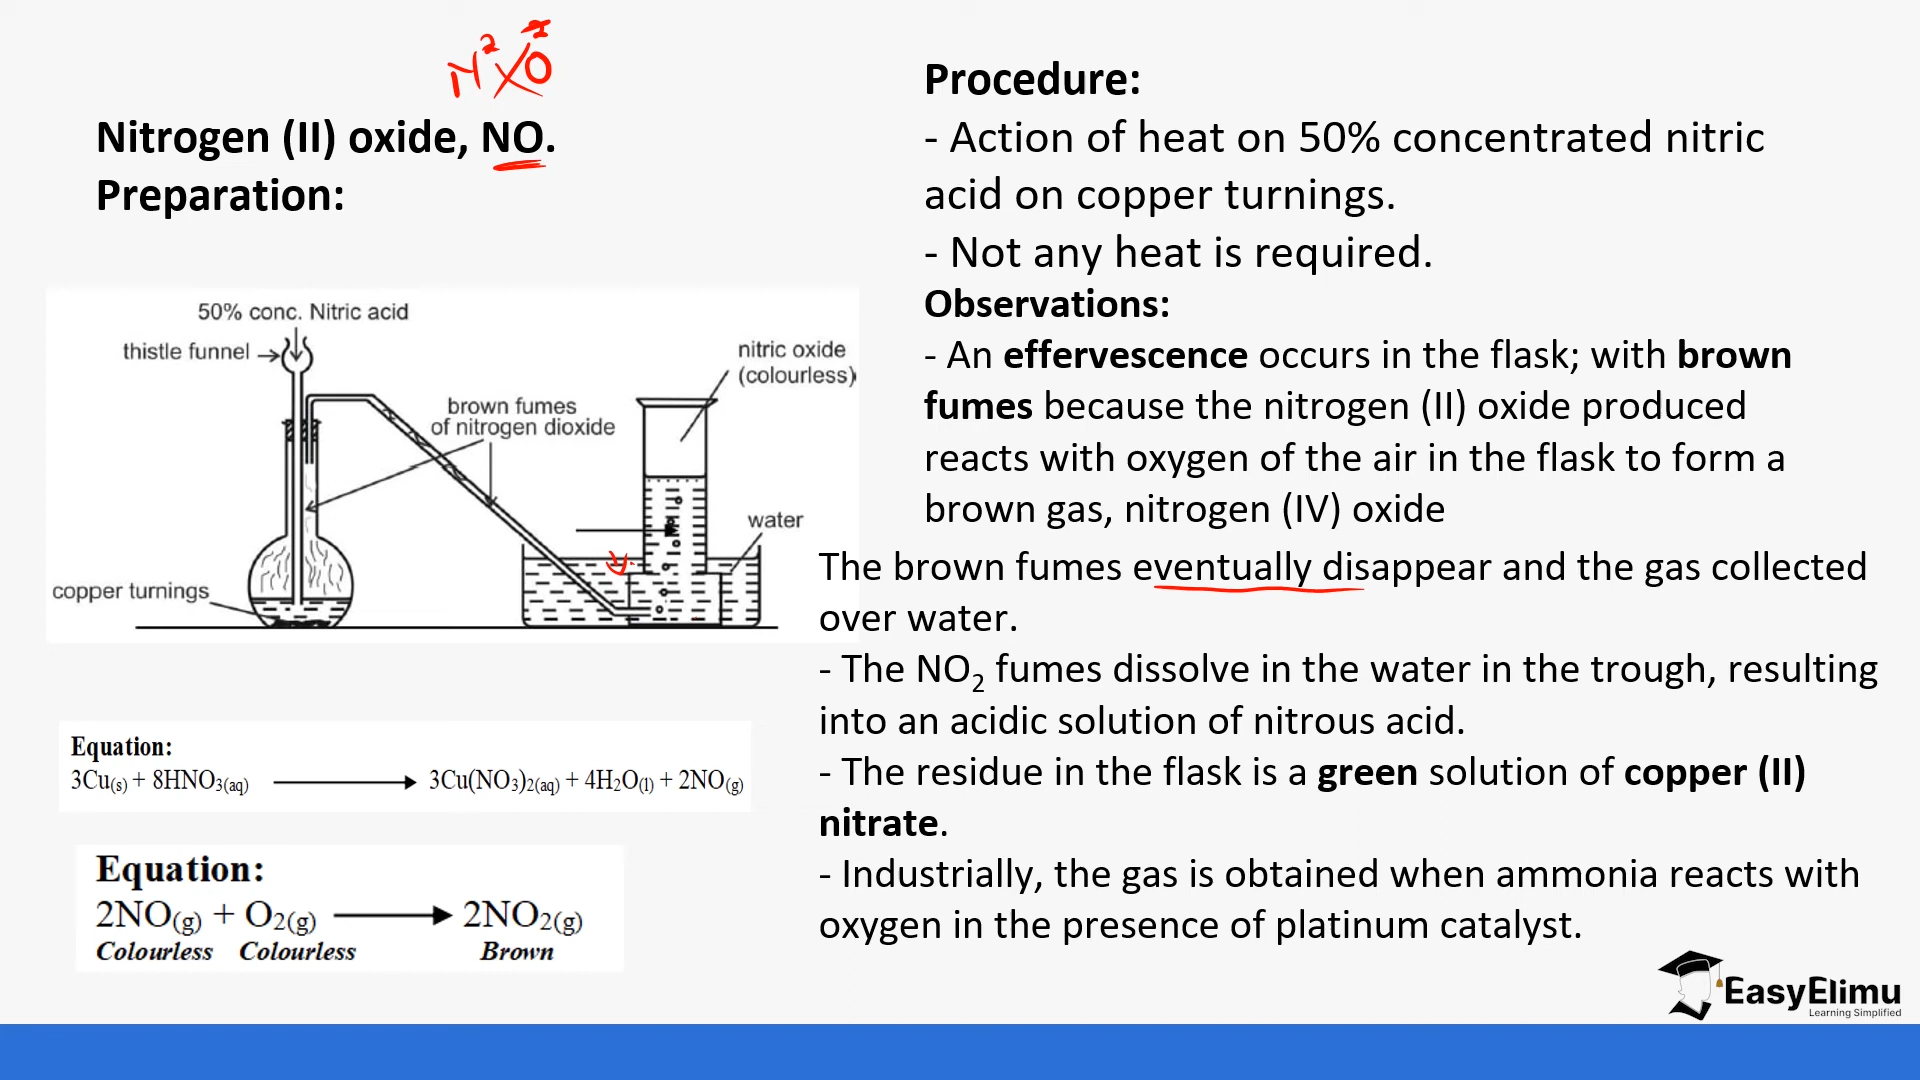 N² O²
Nitrogen (II) oxide, NO.
Preparation:
50% conc. Nitric acid
thistle funnel
nitric oxide
(colourless)
brown fumes
of nitrogen dioxide
water
copper turnings
Equation:
3Cu(s) + 8HNO3(aq) ⟶ 3Cu(NO3)2(aq) + 4H2O(l) + 2NO(g)
Equation:
2NO(g) + O2(g) ⟶ 2NO2(g)
Colourless Colourless Brown
Procedure:
- Action of heat on 50% concentrated nitric
acid on copper turnings.
- Not any heat is required.
Observations:
- An effervescence occurs in the flask; with brown
fumes because the nitrogen (II) oxide produced
reacts with oxygen of the air in the flask to form a
brown gas, nitrogen (IV) oxide
The brown fumes eventually disappear and the gas collected
over water.
- The NO₂ fumes dissolve in the water in the trough, resulting
into an acidic solution of nitrous acid.
- The residue in the flask is a green solution of copper (II)
nitrate.
- Industrially, the gas is obtained when ammonia reacts with
oxygen in the presence of platinum catalyst.
EasyElimu
Learning Simplified